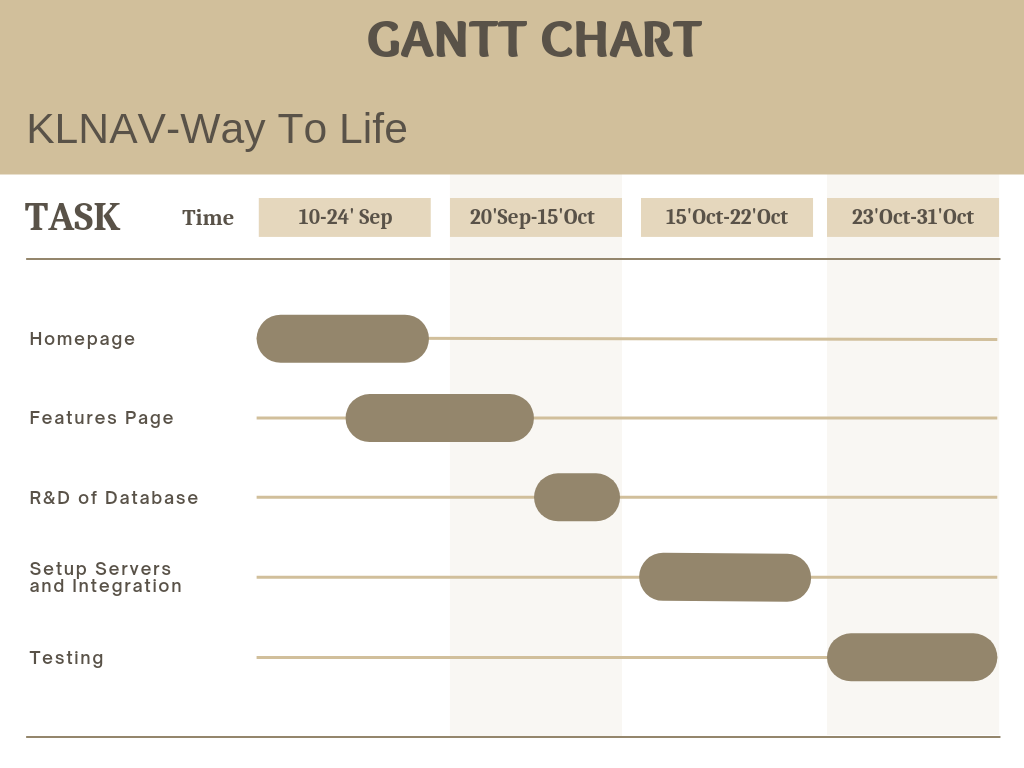 GANTT CHART
KLNAV-Way To Life
TASK Time 10-24' Sep 20'Sep-15'Oct 15'Oct-22'Oct 23'Oct-31'Oct
Homepage
Features Page
R&D of Database
Setup Servers
and Integration
Testing